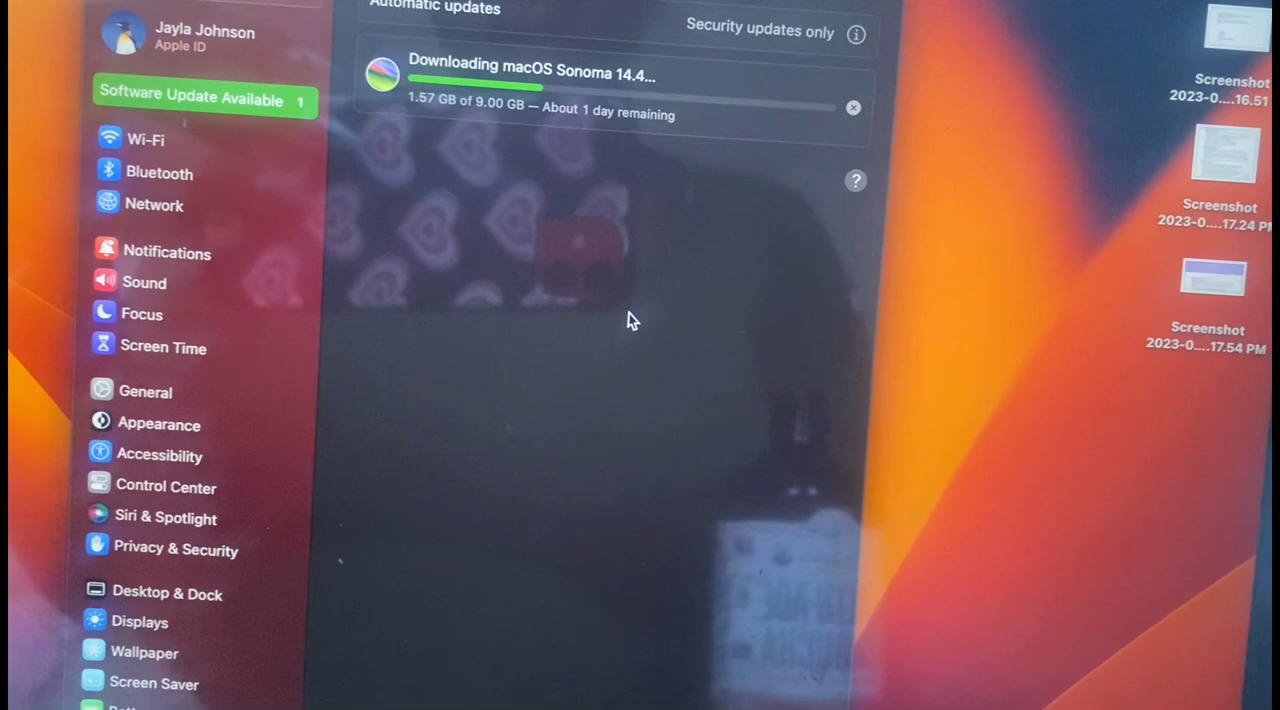 Automatic updates
Security updates only
Jayla Johnson
Apple ID
Software Update Available 1
Downloading macOS Sonoma 14.4...
1.57 GB of 9.00 GB — About 1 day remaining
?
Wi-Fi
Bluetooth
Network
Notifications
Sound
Focus
Screen Time
General
Appearance
Accessibility
Control Center
Siri & Spotlight
Privacy & Security
Desktop & Dock
Displays
Wallpaper
Screen Saver
Screenshot
2023-0....16.51
Screenshot
2023-0....17.24 PM
Screenshot
2023-0....17.54 PM